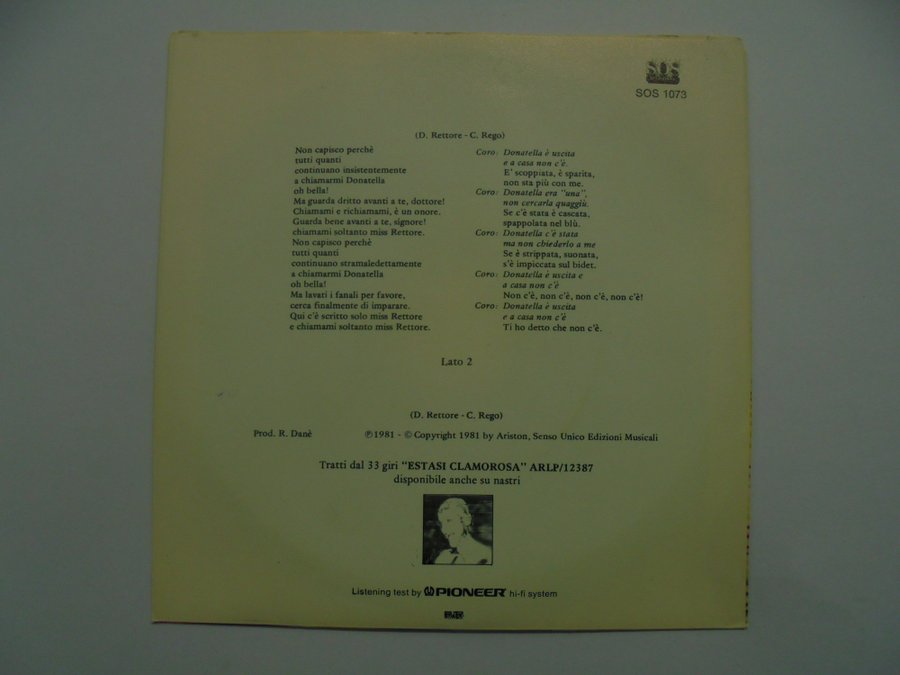 SOS
SOS 1073
(D. Rettore - C. Rego)
Non capisco perchè
tutti quanti
continuano insistentemente
a chiamarmi Donatella
oh bella!
Ma guarda dritto avanti a te, dottore!
Chiamami e richiamami, è un onore.
Guarda bene avanti a te, signore!
chiamami soltanto miss Rettore.
Non capisco perchè
tutti quanti
continuano stramaledettamente
a chiamarmi Donatella
oh bella!
Ma lavati i fanali per favore,
cerca finalmente di imparare.
Qui c'è scritto solo miss Rettore
e chiamami soltanto miss Rettore.
Coro: Donatella è uscita
e a casa non c'è.
E' scoppiata, è sparita,
non sta più con me.
Coro: Donatella era "una",
non cercarla quaggiù.
Se c'è stata è cascata,
spappolata nel blù.
Coro: Donatella c'è stata
ma non chiederlo a me
Se è strippata, suonata,
s'è impiccata sul bidet.
Coro: Donatella è uscita e
a casa non c'è
Non c'è, non c'è, non c'è, non c'è!
Coro: Donatella è uscita
e a casa non c'è
Ti ho detto che non c'è.
Lato 2
(D. Rettore - C. Rego)
Prod. R. Danè
℗1981 - © Copyright 1981 by Ariston, Senso Unico Edizioni Musicali
Tratti dal 33 giri "ESTASI CLAMOROSA" ARLP/12387
disponibile anche su nastri
Listening test by PIONEER hi-fi system